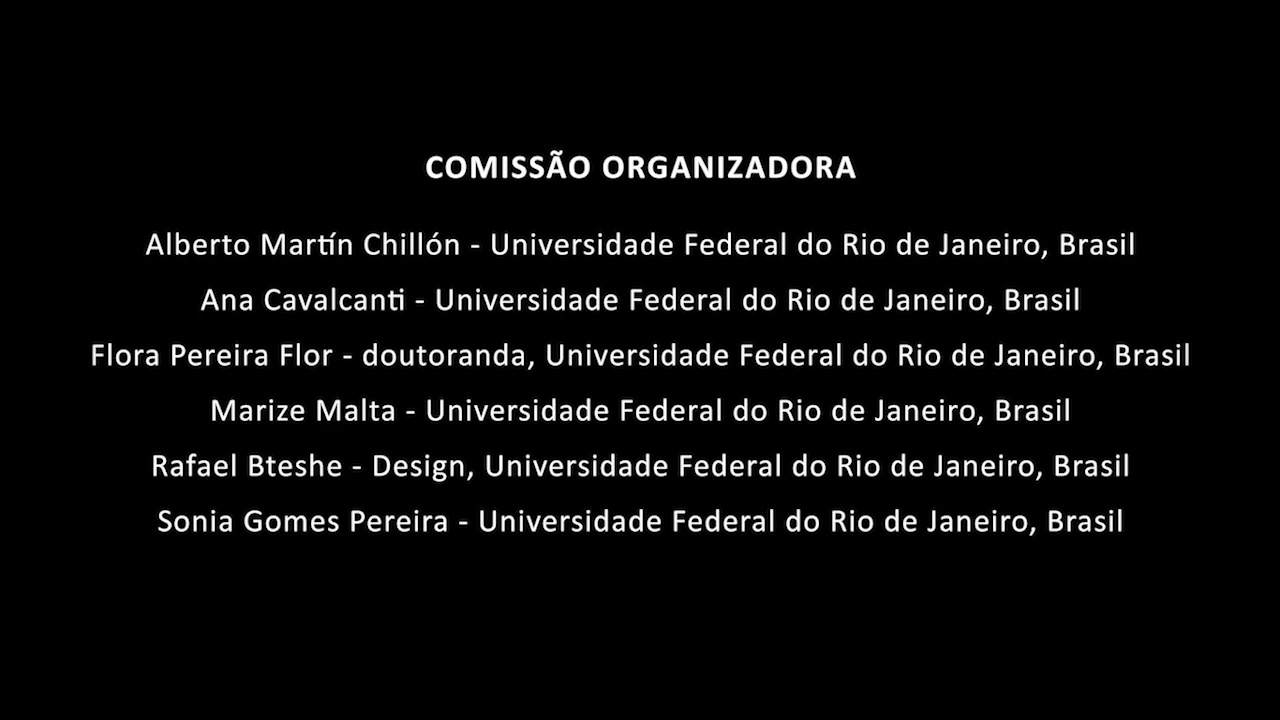 COMISSÃO ORGANIZADORA
Alberto Martín Chillón - Universidade Federal do Rio de Janeiro, Brasil
Ana Cavalcanti - Universidade Federal do Rio de Janeiro, Brasil
Flora Pereira Flor - doutoranda, Universidade Federal do Rio de Janeiro, Brasil
Marize Malta - Universidade Federal do Rio de Janeiro, Brasil
Rafael Bteshe - Design, Universidade Federal do Rio de Janeiro, Brasil
Sonia Gomes Pereira - Universidade Federal do Rio de Janeiro, Brasil